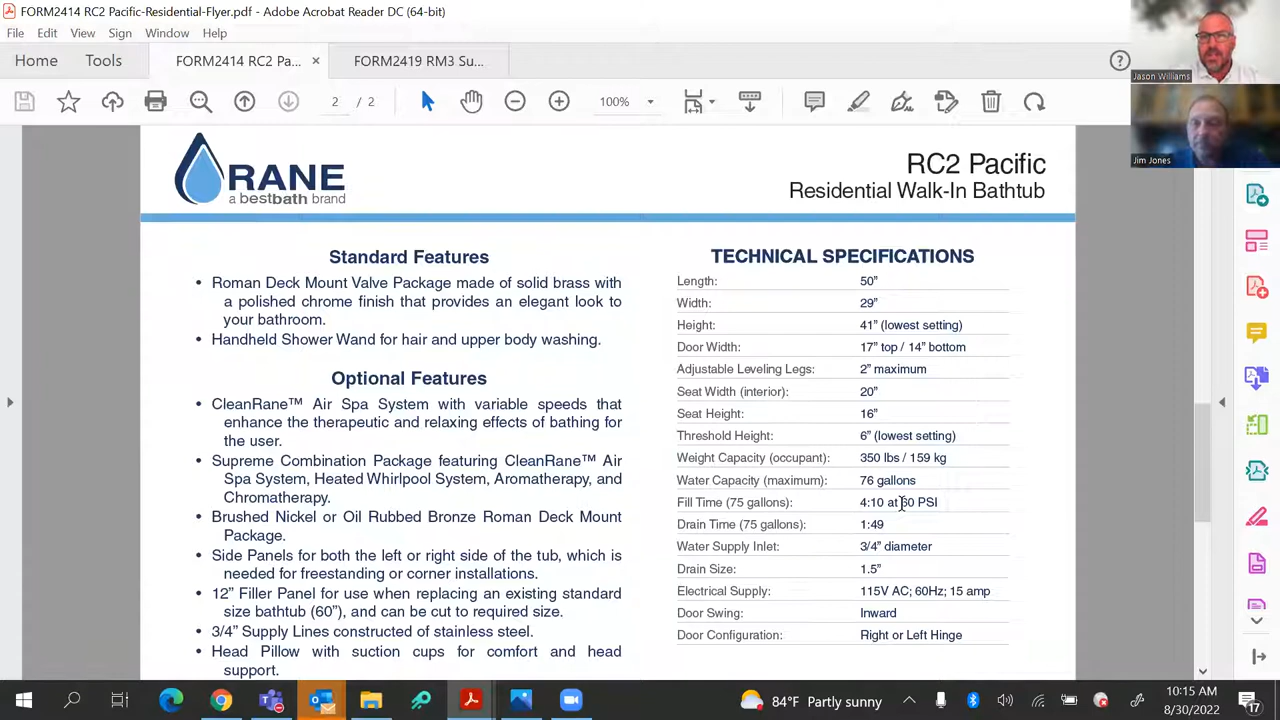 FORM2414 RC2 Pacific-Residential-Flyer.pdf - Adobe Acrobat Reader DC (64-bit)
File Edit View Sign Window Help
Home Tools FORM2414 RC2 Pa... × FORM2419 RM3 Su...
2 / 2 100%
Jason Williams
Jim Jones
RANE
a bestbath brand
RC2 Pacific
Residential Walk-In Bathtub
Standard Features
• Roman Deck Mount Valve Package made of solid brass with
a polished chrome finish that provides an elegant look to
your bathroom.
• Handheld Shower Wand for hair and upper body washing.
Optional Features
• CleanRane™ Air Spa System with variable speeds that
enhance the therapeutic and relaxing effects of bathing for
the user.
• Supreme Combination Package featuring CleanRane™ Air
Spa System, Heated Whirlpool System, Aromatherapy, and
Chromatherapy.
• Brushed Nickel or Oil Rubbed Bronze Roman Deck Mount
Package.
• Side Panels for both the left or right side of the tub, which is
needed for freestanding or corner installations.
• 12” Filler Panel for use when replacing an existing standard
size bathtub (60”), and can be cut to required size.
• 3/4” Supply Lines constructed of stainless steel.
• Head Pillow with suction cups for comfort and head
support.
TECHNICAL SPECIFICATIONS
Length: 50”
Width: 29”
Height: 41” (lowest setting)
Door Width: 17” top / 14” bottom
Adjustable Leveling Legs: 2” maximum
Seat Width (interior): 20”
Seat Height: 16”
Threshold Height: 6” (lowest setting)
Weight Capacity (occupant): 350 lbs / 159 kg
Water Capacity (maximum): 76 gallons
Fill Time (75 gallons): 4:10 at PSI
Drain Time (75 gallons): 1:49
Water Supply Inlet: 3/4” diameter
Drain Size: 1.5”
Electrical Supply: 115V AC; 60Hz; 15 amp
Door Swing: Inward
Door Configuration: Right or Left Hinge
84°F Partly sunny
10:15 AM
8/30/2022
17